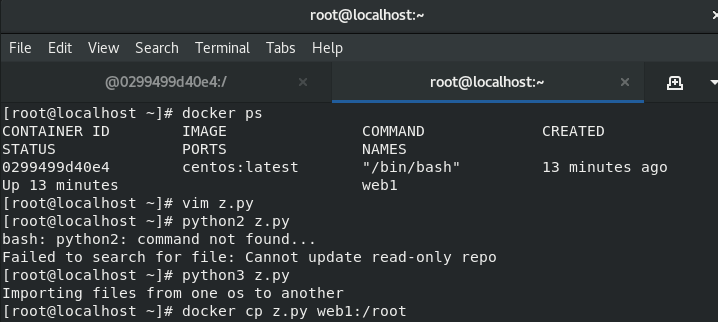 root@localhost:~
File Edit View Search Terminal Tabs Help
@0299499d40e4:/ × root@localhost:~ ×
[root@localhost ~]# docker ps
CONTAINER ID IMAGE COMMAND CREATED
STATUS PORTS NAMES
0299499d40e4 centos:latest "/bin/bash" 13 minutes ago
Up 13 minutes web1
[root@localhost ~]# vim z.py
[root@localhost ~]# python2 z.py
bash: python2: command not found...
Failed to search for file: Cannot update read-only repo
[root@localhost ~]# python3 z.py
Importing files from one os to another
[root@localhost ~]# docker cp z.py web1:/root